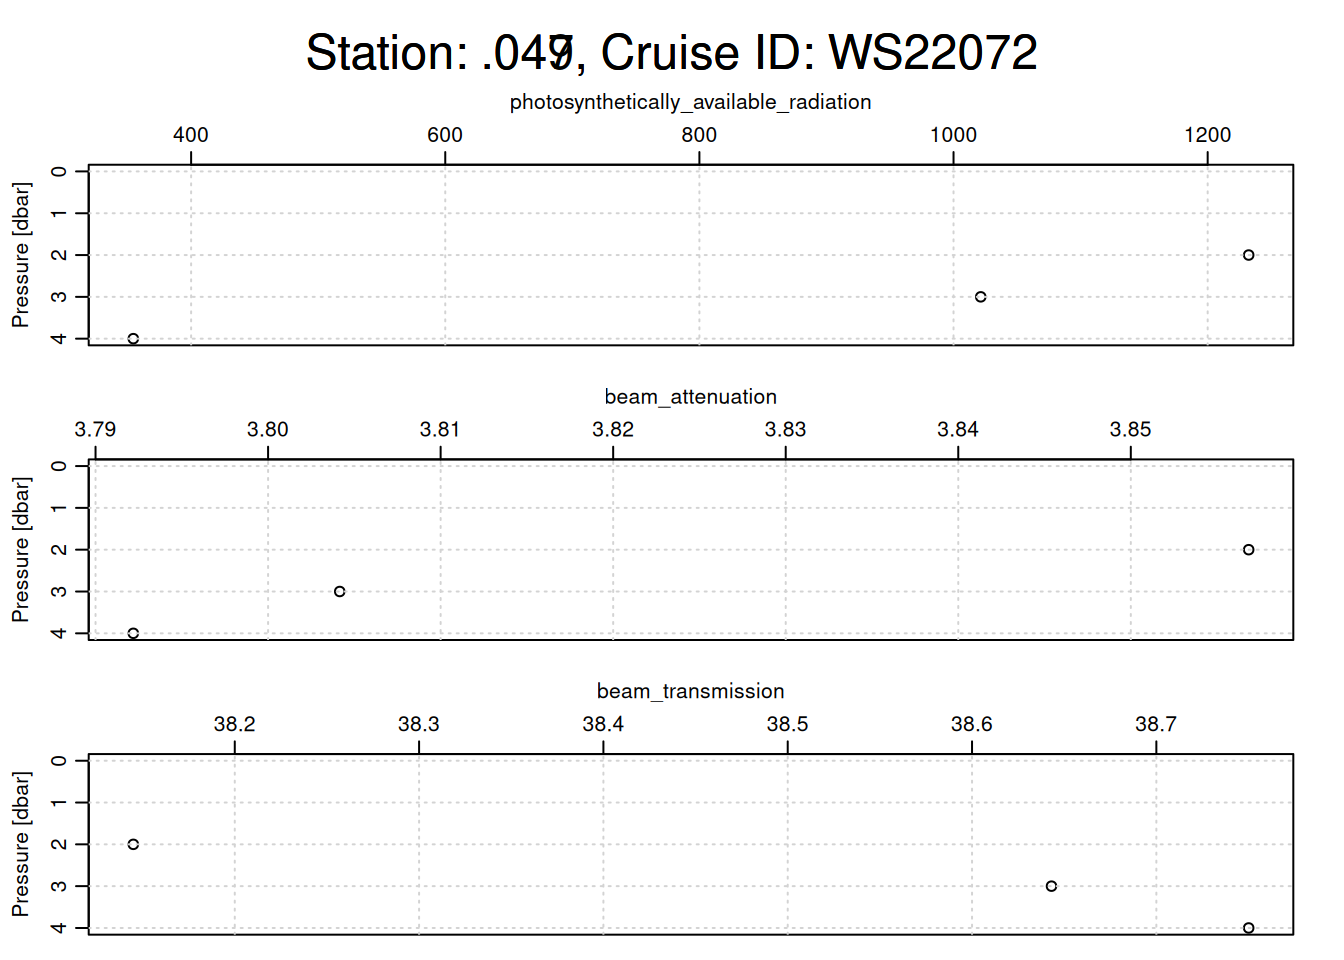 Station: , Cruise ID: WS22072
photosynthetically_available_radiation
400 600 800 1000 1200
Pressure [dbar]
0
1
2
3
4
beam_attenuation
3.79 3.80 3.81 3.82 3.83 3.84 3.85
Pressure [dbar]
0
1
2
3
4
beam_transmission
38.2 38.3 38.4 38.5 38.6 38.7
Pressure [dbar]
0
1
2
3
4